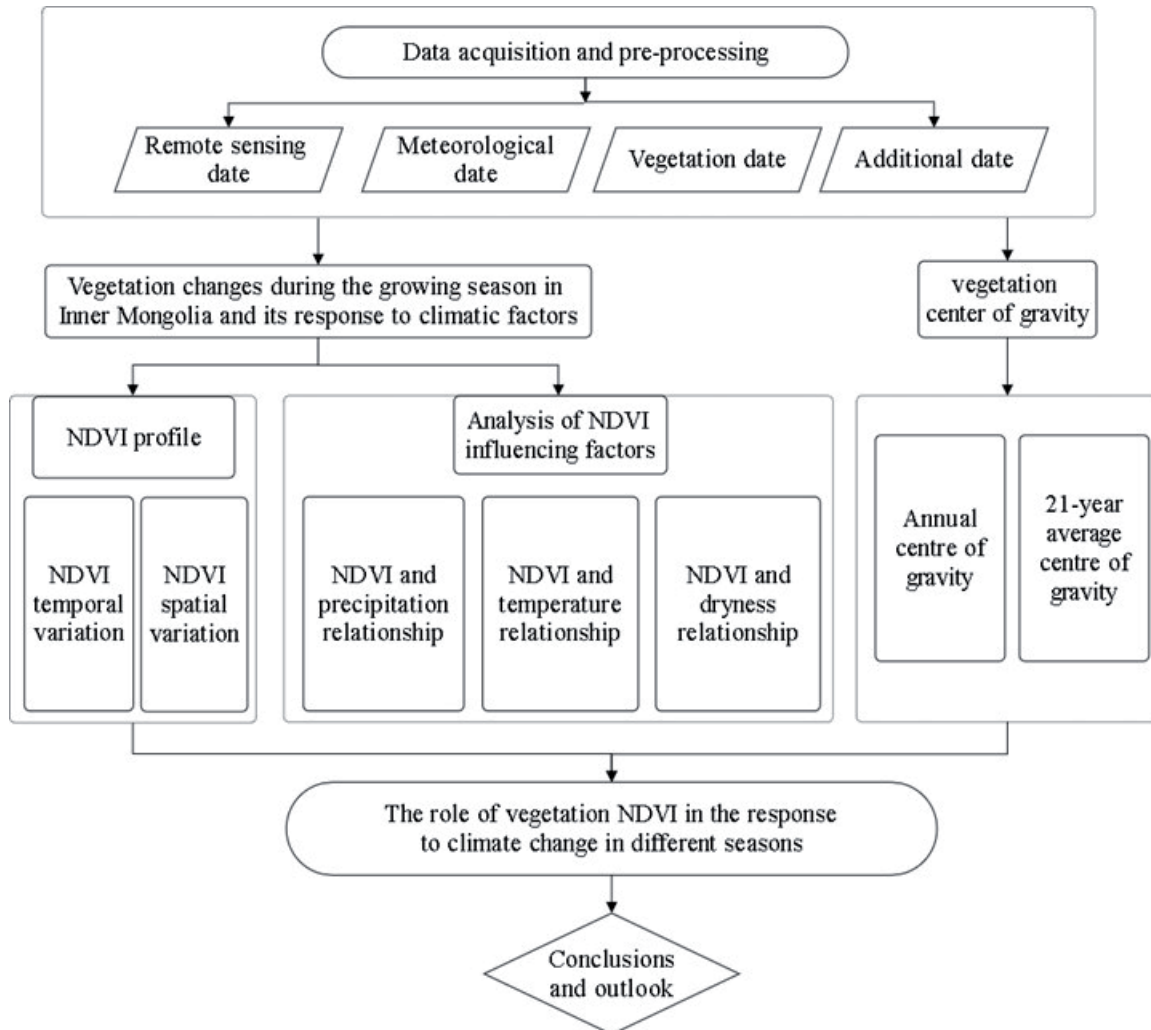 Data acquisition and pre-processing
Remote sensing
date
Meteorological
date
Vegetation date
Additional date
Vegetation changes during the growing season in
Inner Mongolia and its response to climatic factors
vegetation
center of gravity
NDVI profile
Analysis of NDVI
influencing factors
NDVI
temporal
variation
NDVI
spatial
variation
NDVI and
precipitation
relationship
NDVI and
temperature
relationship
NDVI and
dryness
relationship
Annual
centre of
gravity
21-year
average
centre of
gravity
The role of vegetation NDVI in the response
to climate change in different seasons
Conclusions
and outlook